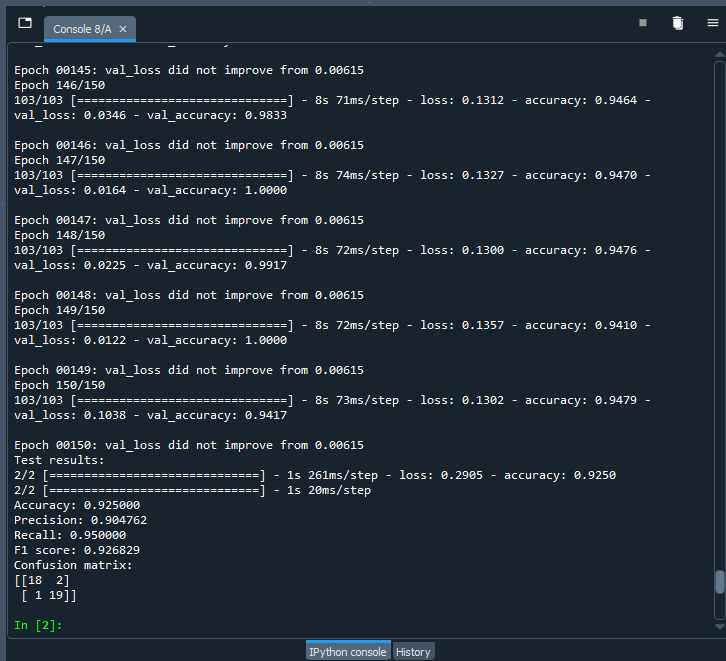 Console 8/A
Epoch 00145: val_loss did not improve from 0.00615
Epoch 146/150
103/103 [==============================] - 8s 71ms/step - loss: 0.1312 - accuracy: 0.9464 -
val_loss: 0.0346 - val_accuracy: 0.9833
Epoch 00146: val_loss did not improve from 0.00615
Epoch 147/150
103/103 [==============================] - 8s 74ms/step - loss: 0.1327 - accuracy: 0.9470 -
val_loss: 0.0164 - val_accuracy: 1.0000
Epoch 00147: val_loss did not improve from 0.00615
Epoch 148/150
103/103 [==============================] - 8s 72ms/step - loss: 0.1300 - accuracy: 0.9476 -
val_loss: 0.0225 - val_accuracy: 0.9917
Epoch 00148: val_loss did not improve from 0.00615
Epoch 149/150
103/103 [==============================] - 8s 72ms/step - loss: 0.1357 - accuracy: 0.9410 -
val_loss: 0.0122 - val_accuracy: 1.0000
Epoch 00149: val_loss did not improve from 0.00615
Epoch 150/150
103/103 [==============================] - 8s 73ms/step - loss: 0.1302 - accuracy: 0.9479 -
val_loss: 0.1038 - val_accuracy: 0.9417
Epoch 00150: val_loss did not improve from 0.00615
Test results:
2/2 [==============================] - 1s 261ms/step - loss: 0.2905 - accuracy: 0.9250
2/2 [==============================] - 1s 20ms/step
Accuracy: 0.925000
Precision: 0.904762
Recall: 0.950000
F1 score: 0.926829
Confusion matrix:
[[18  2]
 [ 1 19]]
In [2]:
IPython console
History